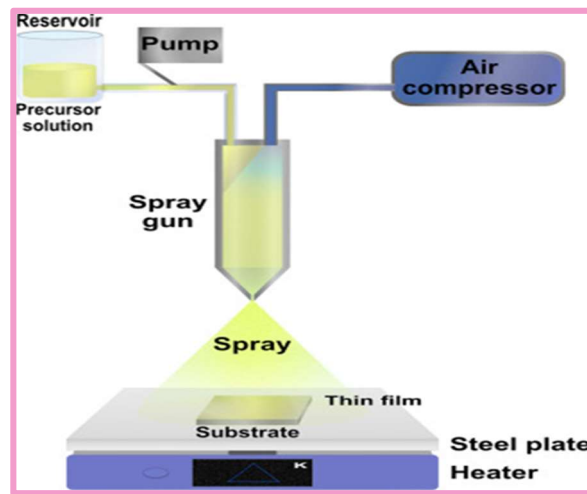 Reservoir
Pump
Air
compressor
Precursor
solution
Spray
gun
Spray
Thin film
Substrate
Steel plate
Heater
K